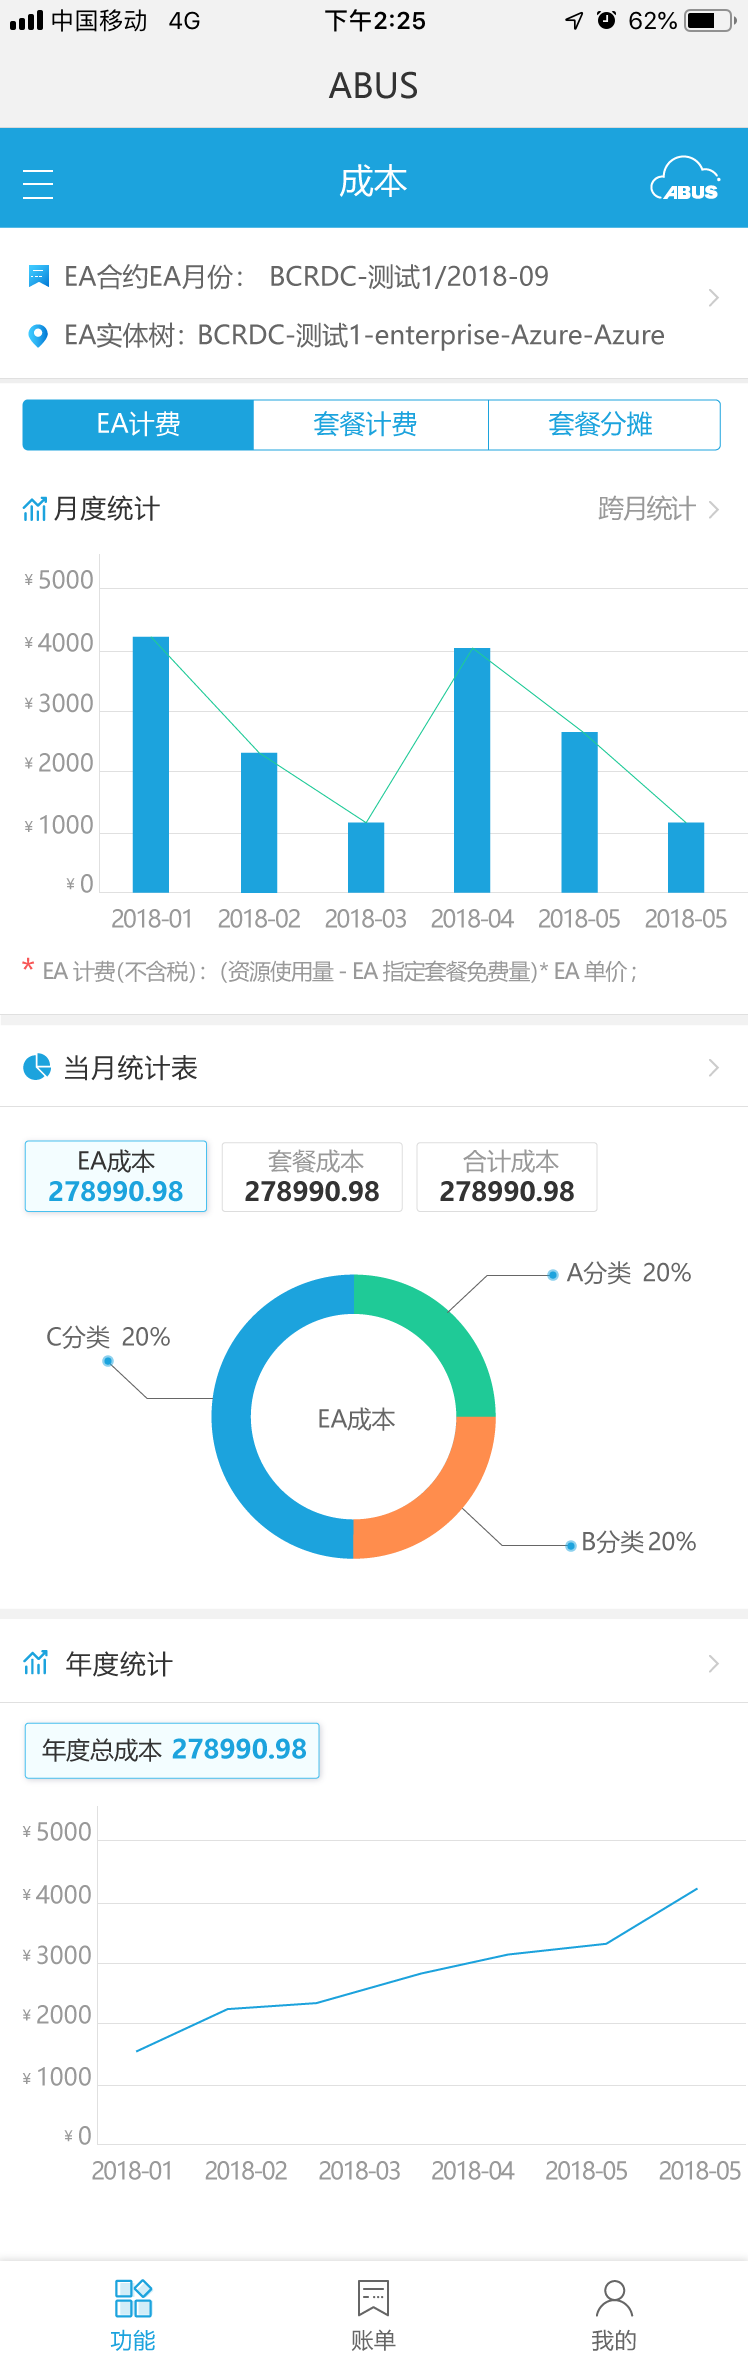 中国移动 4G 下午2:25 62%
ABUS
成本
ABUS
EA合约EA月份: BCRDC-测试1/2018-09
EA实体树: BCRDC-测试1-enterprise-Azure-Azure
EA计费 套餐计费 套餐分摊
月度统计 跨月统计
¥ 5000
¥ 4000
¥ 3000
¥ 2000
¥ 1000
¥ 0
2018-01 2018-02 2018-03 2018-04 2018-05 2018-05
* EA 计费(不含税): (资源使用量 - EA 指定套餐免费量)* EA 单价;
当月统计表
EA成本 套餐成本 合计成本
278990.98 278990.98 278990.98
A分类 20%
C分类 20%
EA成本
B分类20%
年度统计
年度总成本 278990.98
¥ 5000
¥ 4000
¥ 3000
¥ 2000
¥ 1000
¥ 0
2018-01 2018-02 2018-03 2018-04 2018-05 2018-05
功能 账单 我的